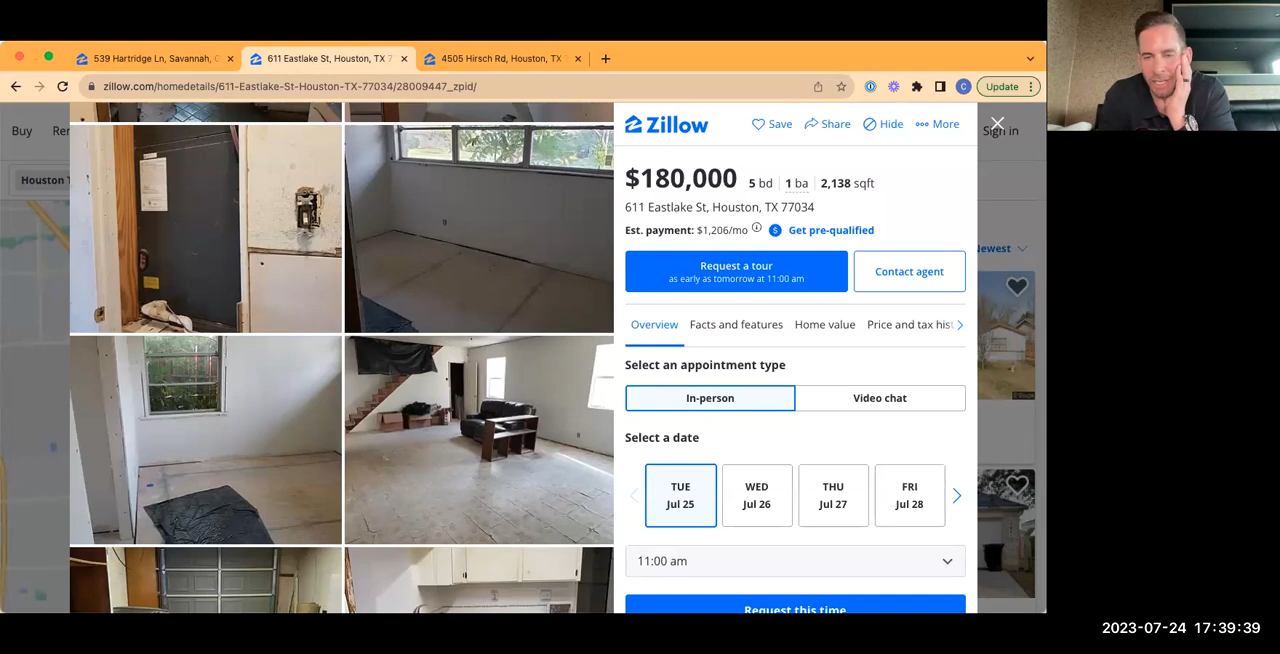 539 Hartridge Ln, Savannah, G
611 Eastlake St, Houston, TX 7
4505 Hirsch Rd, Houston, TX
zillow.com/homedetails/611-Eastlake-St-Houston-TX-77034/28009447_zpid/
C
Update
Buy
Ren
Zillow
Save
Share
Hide
More
Sign in
Houston T
$180,000 5 bd 1 ba 2,138 sqft
611 Eastlake St, Houston, TX 77034
Est. payment: $1,206/mo $ Get pre-qualified
Newest
Request a tour
as early as tomorrow at 11:00 am
Contact agent
Overview Facts and features Home value Price and tax hist
Select an appointment type
In-person
Video chat
Select a date
TUE
Jul 25
WED
Jul 26
THU
Jul 27
FRI
Jul 28
11:00 am
Request this time
2023-07-24 17:39:39